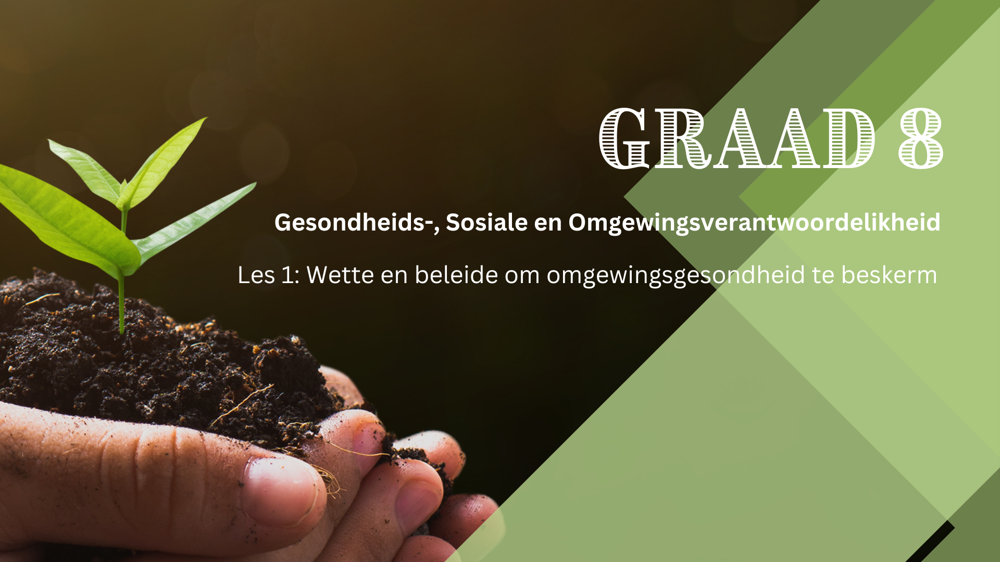 GRAAD 8
Gesondheids-, Sosiale en Omgewingsverantwoordelikheid
Les 1: Wette en beleide om omgewingsgesondheid te beskerm